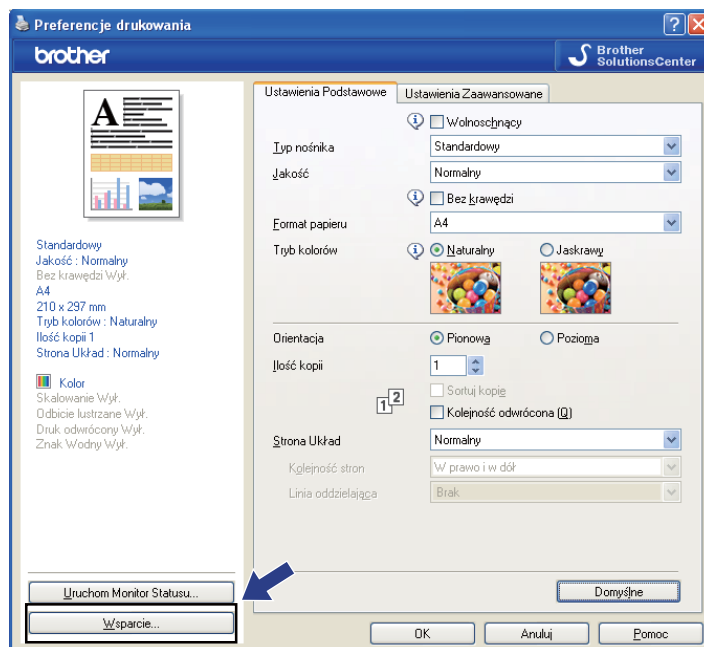 Preferencje drukowania
brother
Brother
SolutionsCenter
A
Standardowy
Jakość : Normalny
Bez krawędzi Wył.
A4
210 x 297 mm
Tryb kolorów : Naturalny
Ilość kopii 1
Strona Układ : Normalny
Kolor
Skalowanie Wył.
Odbicie lustrzane Wył.
Druk odwrócony Wył.
Znak Wodny Wył.
Uruchom Monitor Statusu...
Wsparcie...
Ustawienia Podstawowe Ustawienia Zaawansowane
Wolnoschnący
Typ nośnika Standardowy
Jakość Normalny
Bez krawędzi
Format papieru A4
Tryb kolorów Naturalny Jaskrawy
Orientacja Pionowa Pozioma
Ilość kopii 1
Sortuj kopie
1 2
Kolejność odwrócona (Q)
Strona Układ Normalny
Kolejność stron W prawo i w dół
Linia oddzielająca Brak
Domyślne
OK Anuluj Pomoc